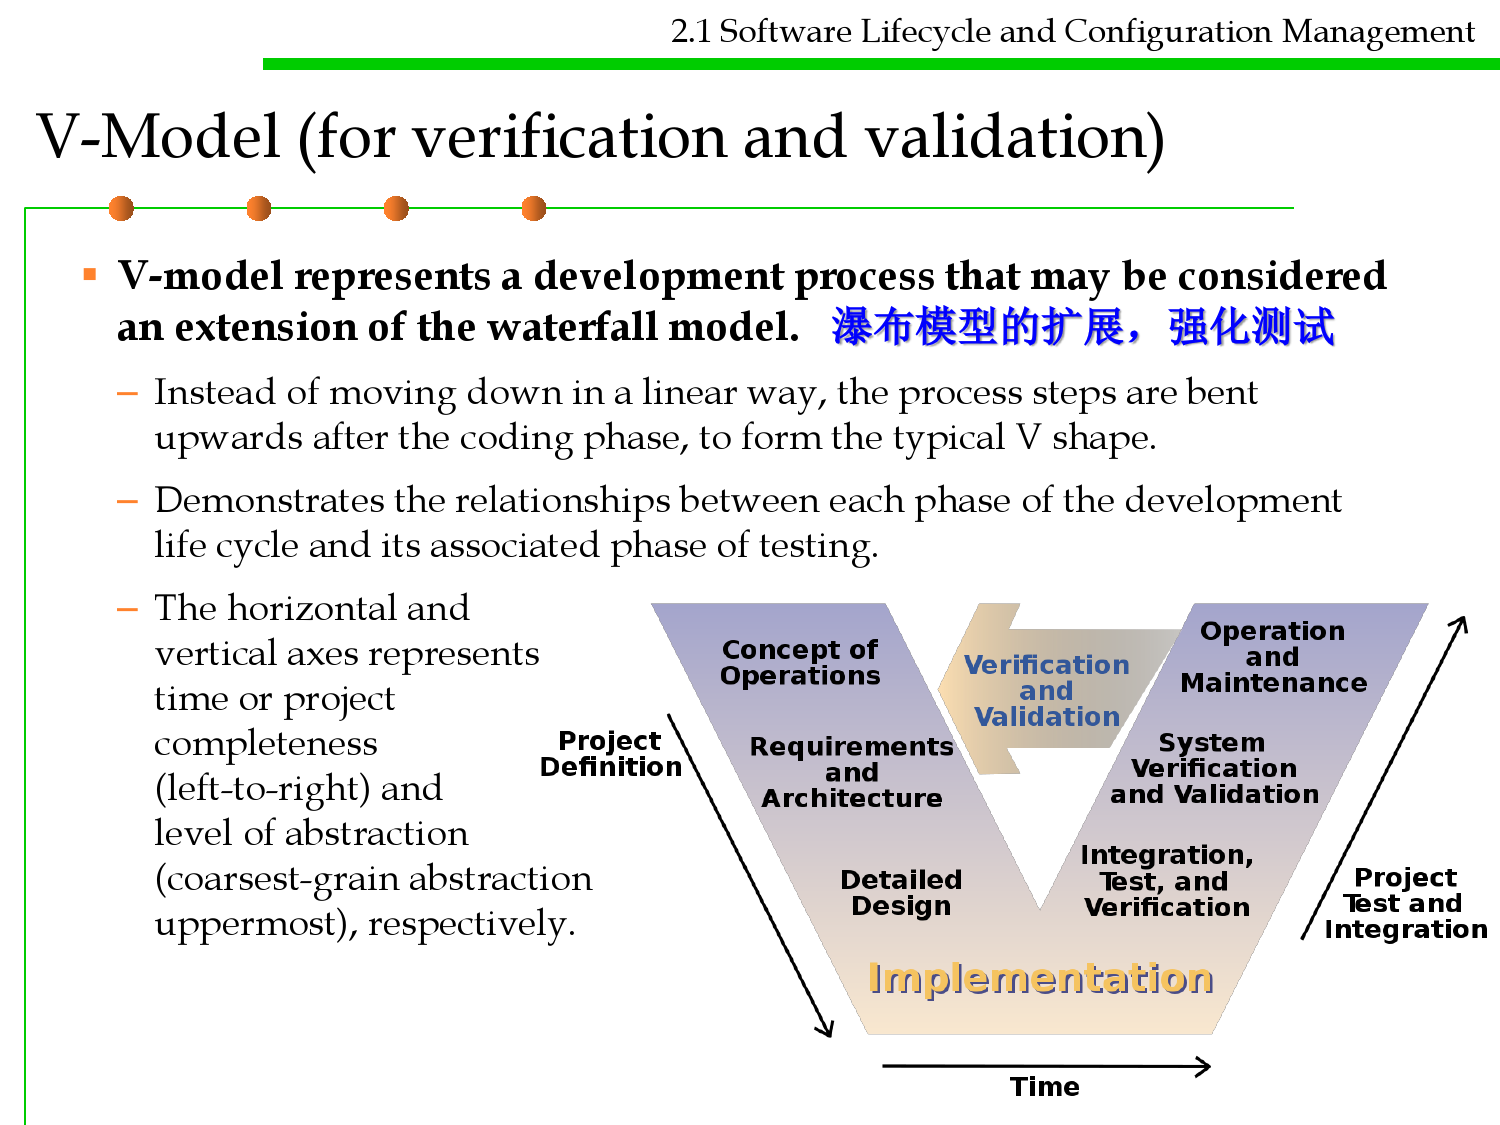 2.1 Software Lifecycle and Configuration Management
V-Model (for verification and validation)
V-model represents a development process that may be considered
an extension of the waterfall model. 瀑布模型的扩展，强化测试
– Instead of moving down in a linear way, the process steps are bent
upwards after the coding phase, to form the typical V shape.
– Demonstrates the relationships between each phase of the development
life cycle and its associated phase of testing.
– The horizontal and
vertical axes represents
time or project
completeness
(left-to-right) and
level of abstraction
(coarsest-grain abstraction
uppermost), respectively.
Project
Definition
Concept of
Operations
Requirements
and
Architecture
Detailed
Design
Verification
and
Validation
Operation
and
Maintenance
System
Verification
and Validation
Integration,
Test, and
Verification
Project
Test and
Integration
Implementation
Time